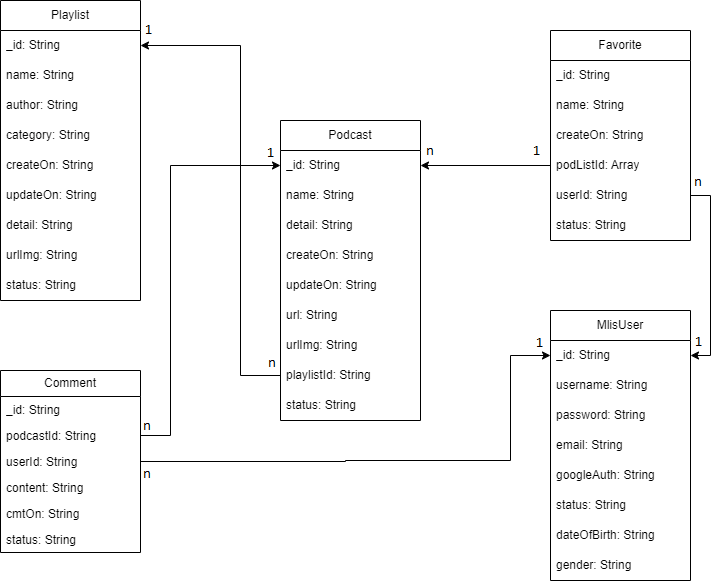 Playlist
_id: String
name: String
author: String
category: String
createOn: String
updateOn: String
detail: String
urlImg: String
status: String
1
Podcast
_id: String
name: String
detail: String
createOn: String
updateOn: String
url: String
urlImg: String
playlistId: String
status: String
1
n
n
Favorite
_id: String
name: String
createOn: String
podListId: Array
userId: String
status: String
1
n
Comment
_id: String
podcastId: String
userId: String
content: String
cmtOn: String
status: String
n
n
MlisUser
_id: String
username: String
password: String
email: String
googleAuth: String
status: String
dateOfBirth: String
gender: String
1
1